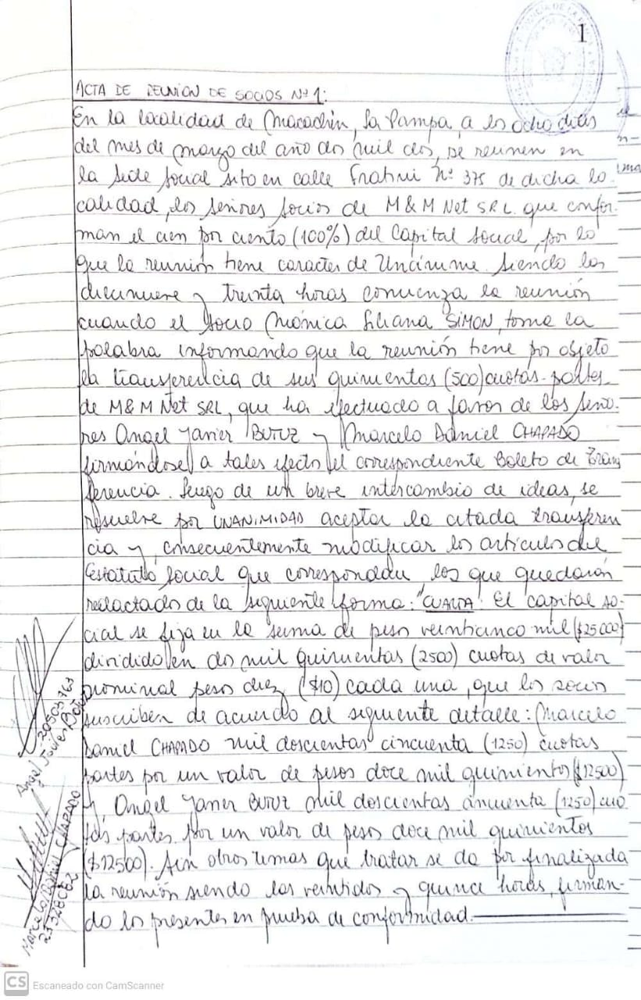 1
ACTA DE REUNIÓN DE SOCIOS Nº 1:
En la localidad de Macachín, La Pampa, a los ocho días
del mes de marzo del año dos mil dos, se reunen en
la sede social sito en calle Fratini Nº 375 de dicha lo-
calidad, los señores socios de M&M Net SRL que confor-
man el cien por ciento (100%) del Capital Social, por lo
que la reunión tiene caracter de Unánime. Siendo las
diecinueve y treinta horas comienza la reunión
cuando el socio Mónica Liliana SIMON, toma la
palabra informando que la reunión tiene por objeto
la transferencia de sus quinientas (500) cuotas-partes
de M&M Net SRL, que ha efectuado a favor de los seño-
res Angel Javier BOTUZ y Marcelo Daniel CHAPADO
firmándose a tales efecto el correspondiente Boleto de Trans
ferencia. Luego de un breve intercambio de ideas, se
resuelve por UNANIMIDAD aceptar la citada transferen
cia y, consecuentemente modificar los artículos del
Estatuto Social que correspondan, los que quedarán
redactados de la siguiente forma: "CUARTA: El capital so-
cial se fija en la suma de peso veinticinco mil ($25000)
dividido en dos mil quinientas (2500) cuotas de valor
nominal pesos diez ($10) cada una, que los socios
suscriben de acuerdo al siguiente detalle: Marcelo
Daniel CHAPADO mil doscientas cincuenta (1250) cuotas
partes por un valor de pesos doce mil quinientos ($12500)
y, Angel Javier BOTUZ mil doscientas cincuenta (1250) cuo
tas partes por un valor de pesos doce mil quinientos
($12500). Sin otros temas que tratar se da por finalizada
la reunión siendo las veintidos y quince horas, firman-
do los presentes en prueba de conformidad.
Angel Javier
20505763
Marcelo Daniel CHAPADO
23328082
CS Escaneado con CamScanner